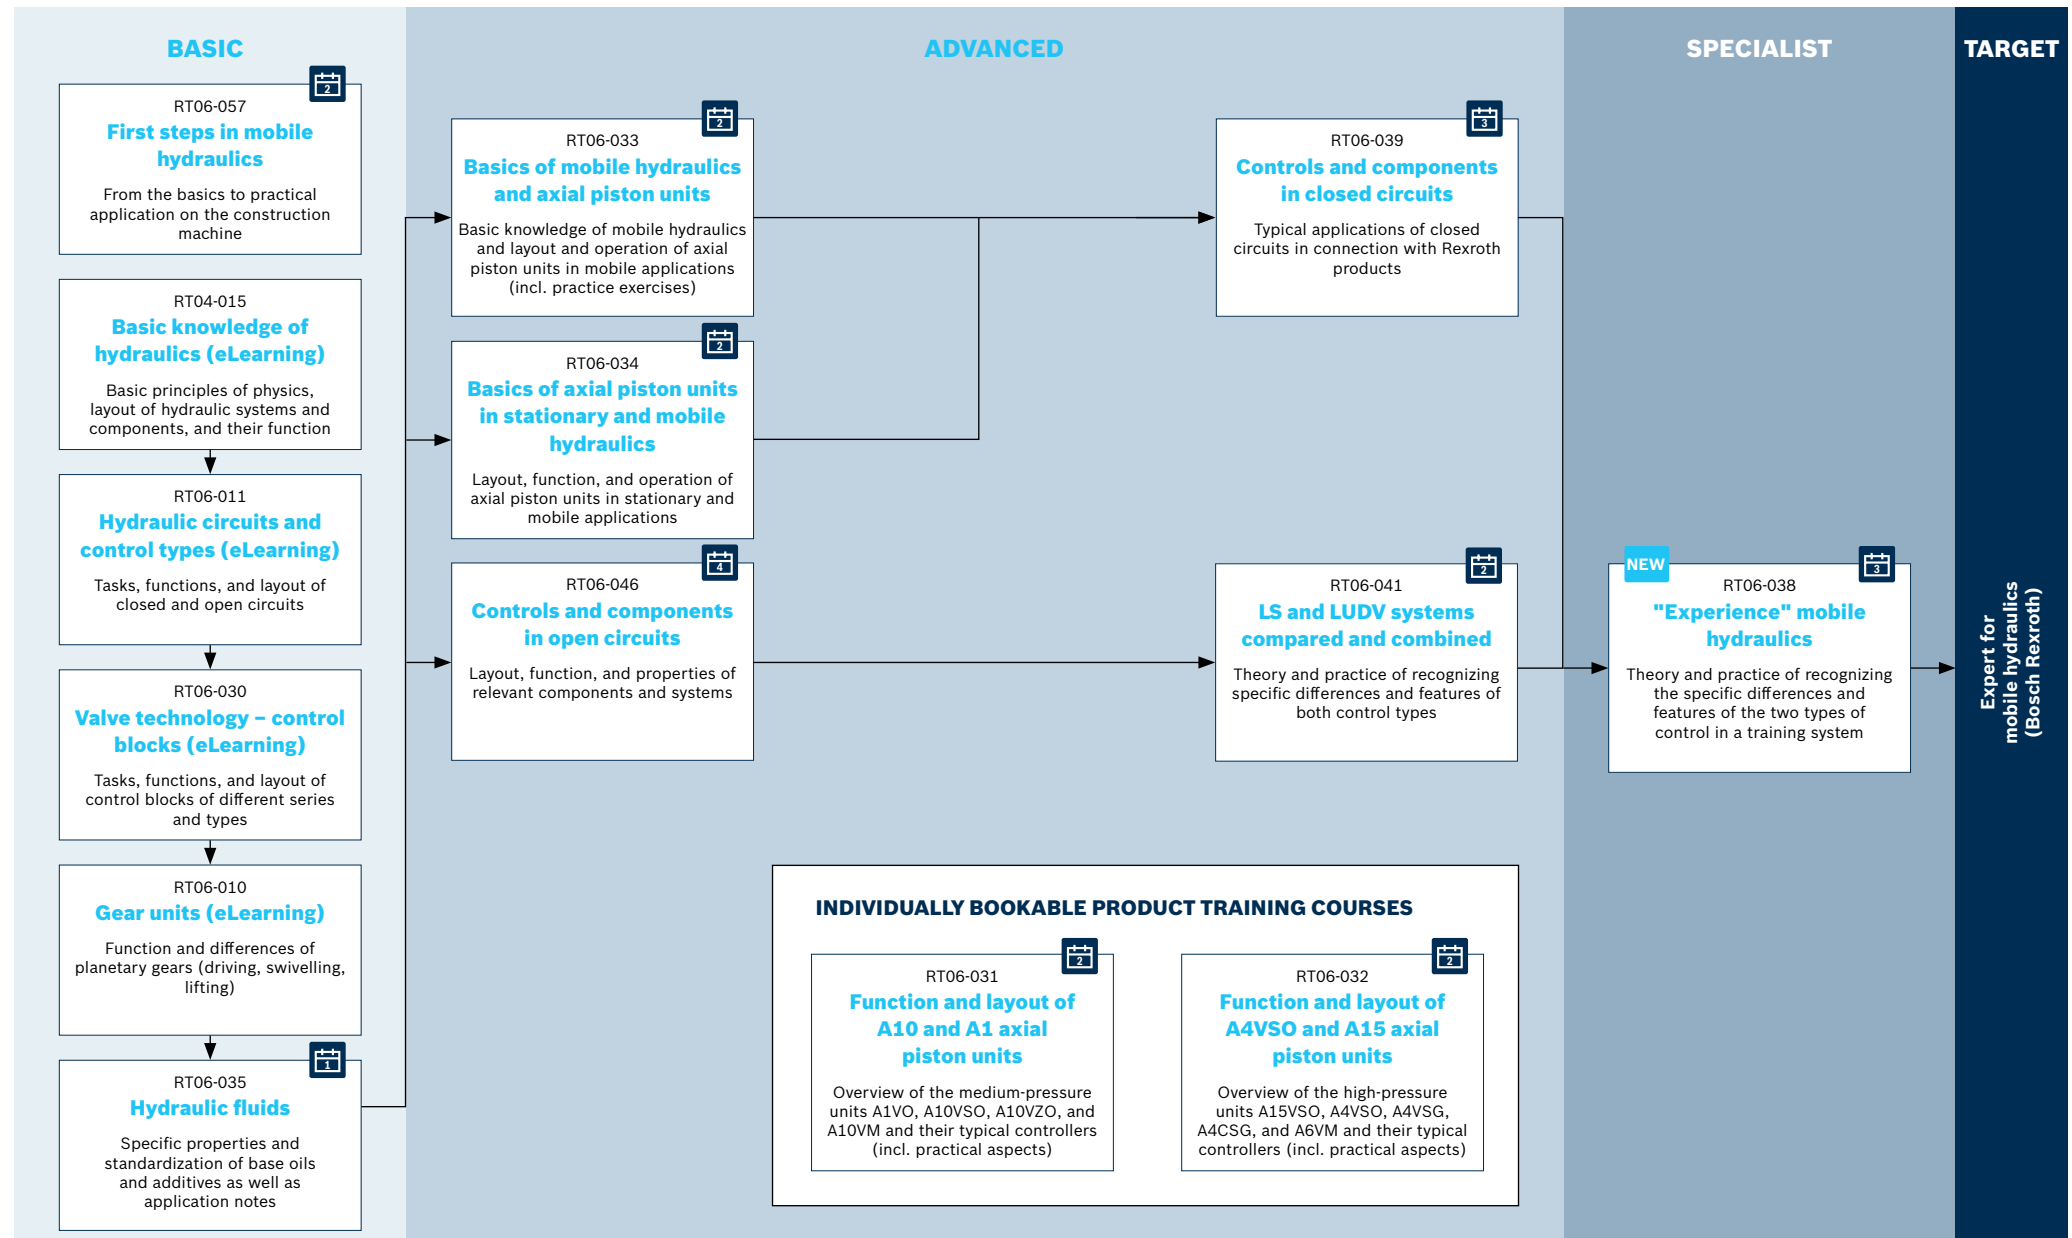 BASIC
ADVANCED
SPECIALIST
TARGET
2
RT06-057
First steps in mobile
hydraulics
From the basics to practical
application on the construction
machine
RT04-015
Basic knowledge of
hydraulics (eLearning)
Basic principles of physics,
layout of hydraulic systems and
components, and their function
RT06-011
Hydraulic circuits and
control types (eLearning)
Tasks, functions, and layout of
closed and open circuits
RT06-030
Valve technology – control
blocks (eLearning)
Tasks, functions, and layout of
control blocks of different series
and types
RT06-010
Gear units (eLearning)
Function and differences of
planetary gears (driving, swivelling,
lifting)
1
RT06-035
Hydraulic fluids
Specific properties and
standardization of base oils
and additives as well as
application notes
2
RT06-033
Basics of mobile hydraulics
and axial piston units
Basic knowledge of mobile hydraulics
and layout and operation of axial
piston units in mobile applications
(incl. practice exercises)
2
RT06-034
Basics of axial piston units
in stationary and mobile
hydraulics
Layout, function, and operation of
axial piston units in stationary and
mobile applications
4
RT06-046
Controls and components
in open circuits
Layout, function, and properties of
relevant components and systems
3
RT06-039
Controls and components
in closed circuits
Typical applications of closed
circuits in connection with Rexroth
products
2
RT06-041
LS and LUDV systems
compared and combined
Theory and practice of recognizing
specific differences and features of
both control types
INDIVIDUALLY BOOKABLE PRODUCT TRAINING COURSES
2
RT06-031
Function and layout of
A10 and A1 axial
piston units
Overview of the medium-pressure
units A1VO, A10VSO, A10VZO, and
A10VM and their typical controllers
(incl. practical aspects)
2
RT06-032
Function and layout of
A4VSO and A15 axial
piston units
Overview of the high-pressure
units A15VSO, A4VSO, A4VSG,
A4CSG, and A6VM and their typical
controllers (incl. practical aspects)
NEW
3
RT06-038
"Experience" mobile
hydraulics
Theory and practice of recognizing
the specific differences and
features of the two types of
control in a training system
Expert for
mobile hydraulics
(Bosch Rexroth)